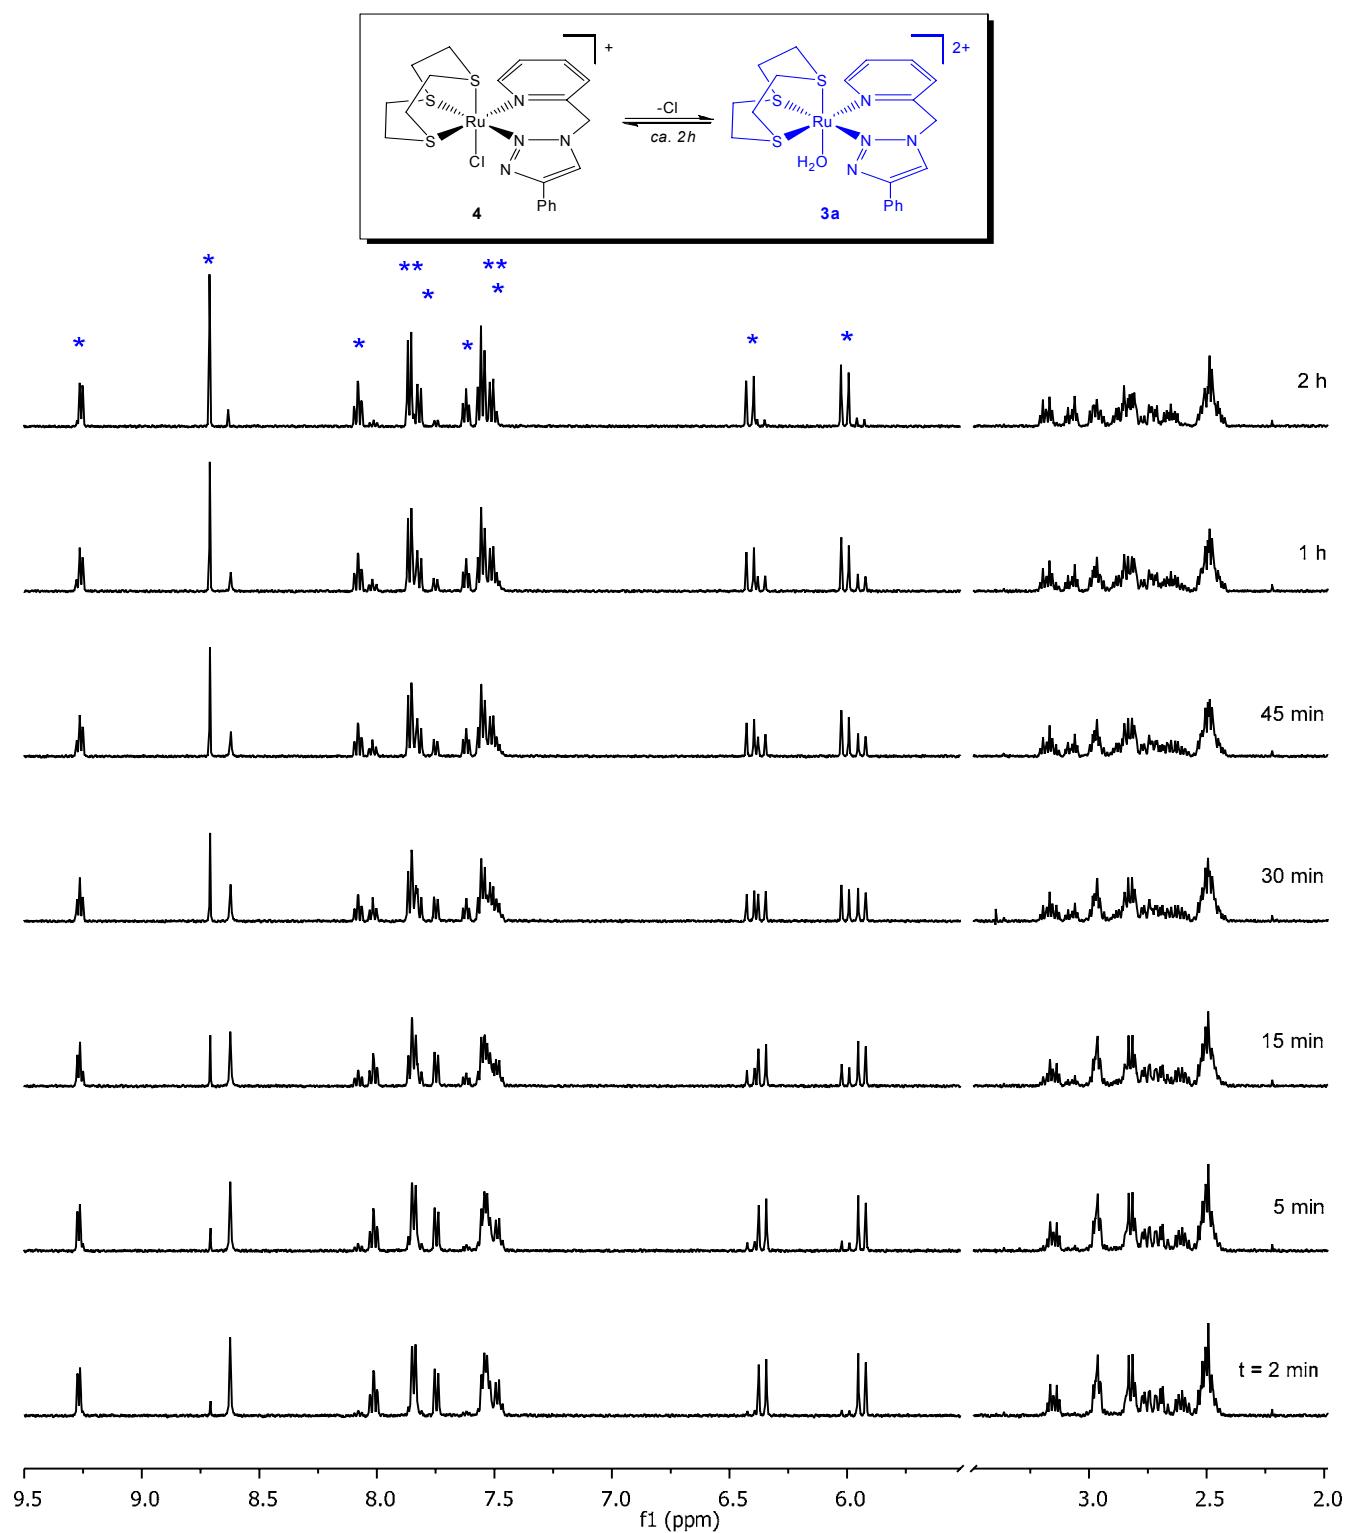 +
2+
S
S
S
N
Ru
N
N
N
Cl
Ph
4
-Cl
ca. 2h
S
S
S
N
Ru
N
N
N
H2O
Ph
3a
* * * * * * * * * * *
2 h
1 h
45 min
30 min
15 min
5 min
t = 2 min
9.5 9.0 8.5 8.0 7.5 7.0 6.5 6.0 3.0 2.5 2.0
f1 (ppm)